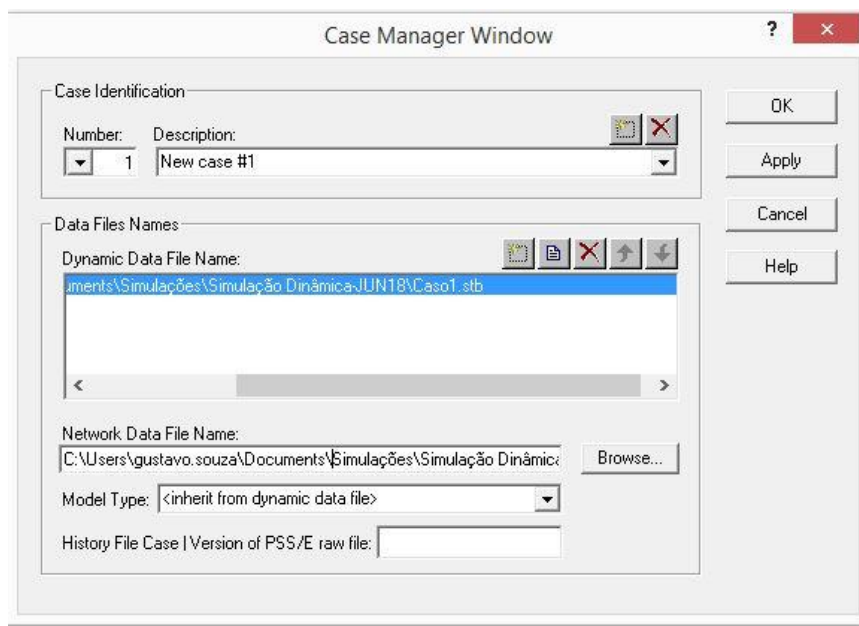 Case Manager Window
?
Case Identification
Number:
Description:
1
New case #1
OK
Apply
Cancel
Help
Data Files Names
Dynamic Data File Name:
uments\Simulações\Simulação Dinâmica-JUN18\Caso1.stb
Network Data File Name:
C:\Users\gustavo.souza\Documents\Simulações\Simulação Dinâmica
Browse...
Model Type: <inherit from dynamic data file>
History File Case | Version of PSS/E raw file: